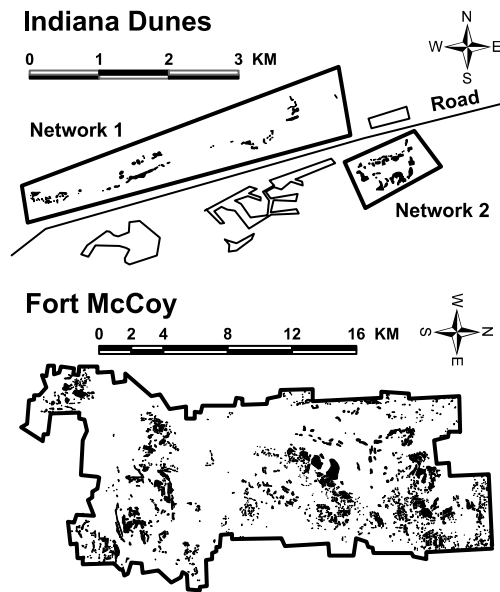 Indiana Dunes
0 1 2 3 KM
N
W E
S
Road
Network 1
Network 2
Fort McCoy
0 2 4 8 12 16 KM
W
S N
E